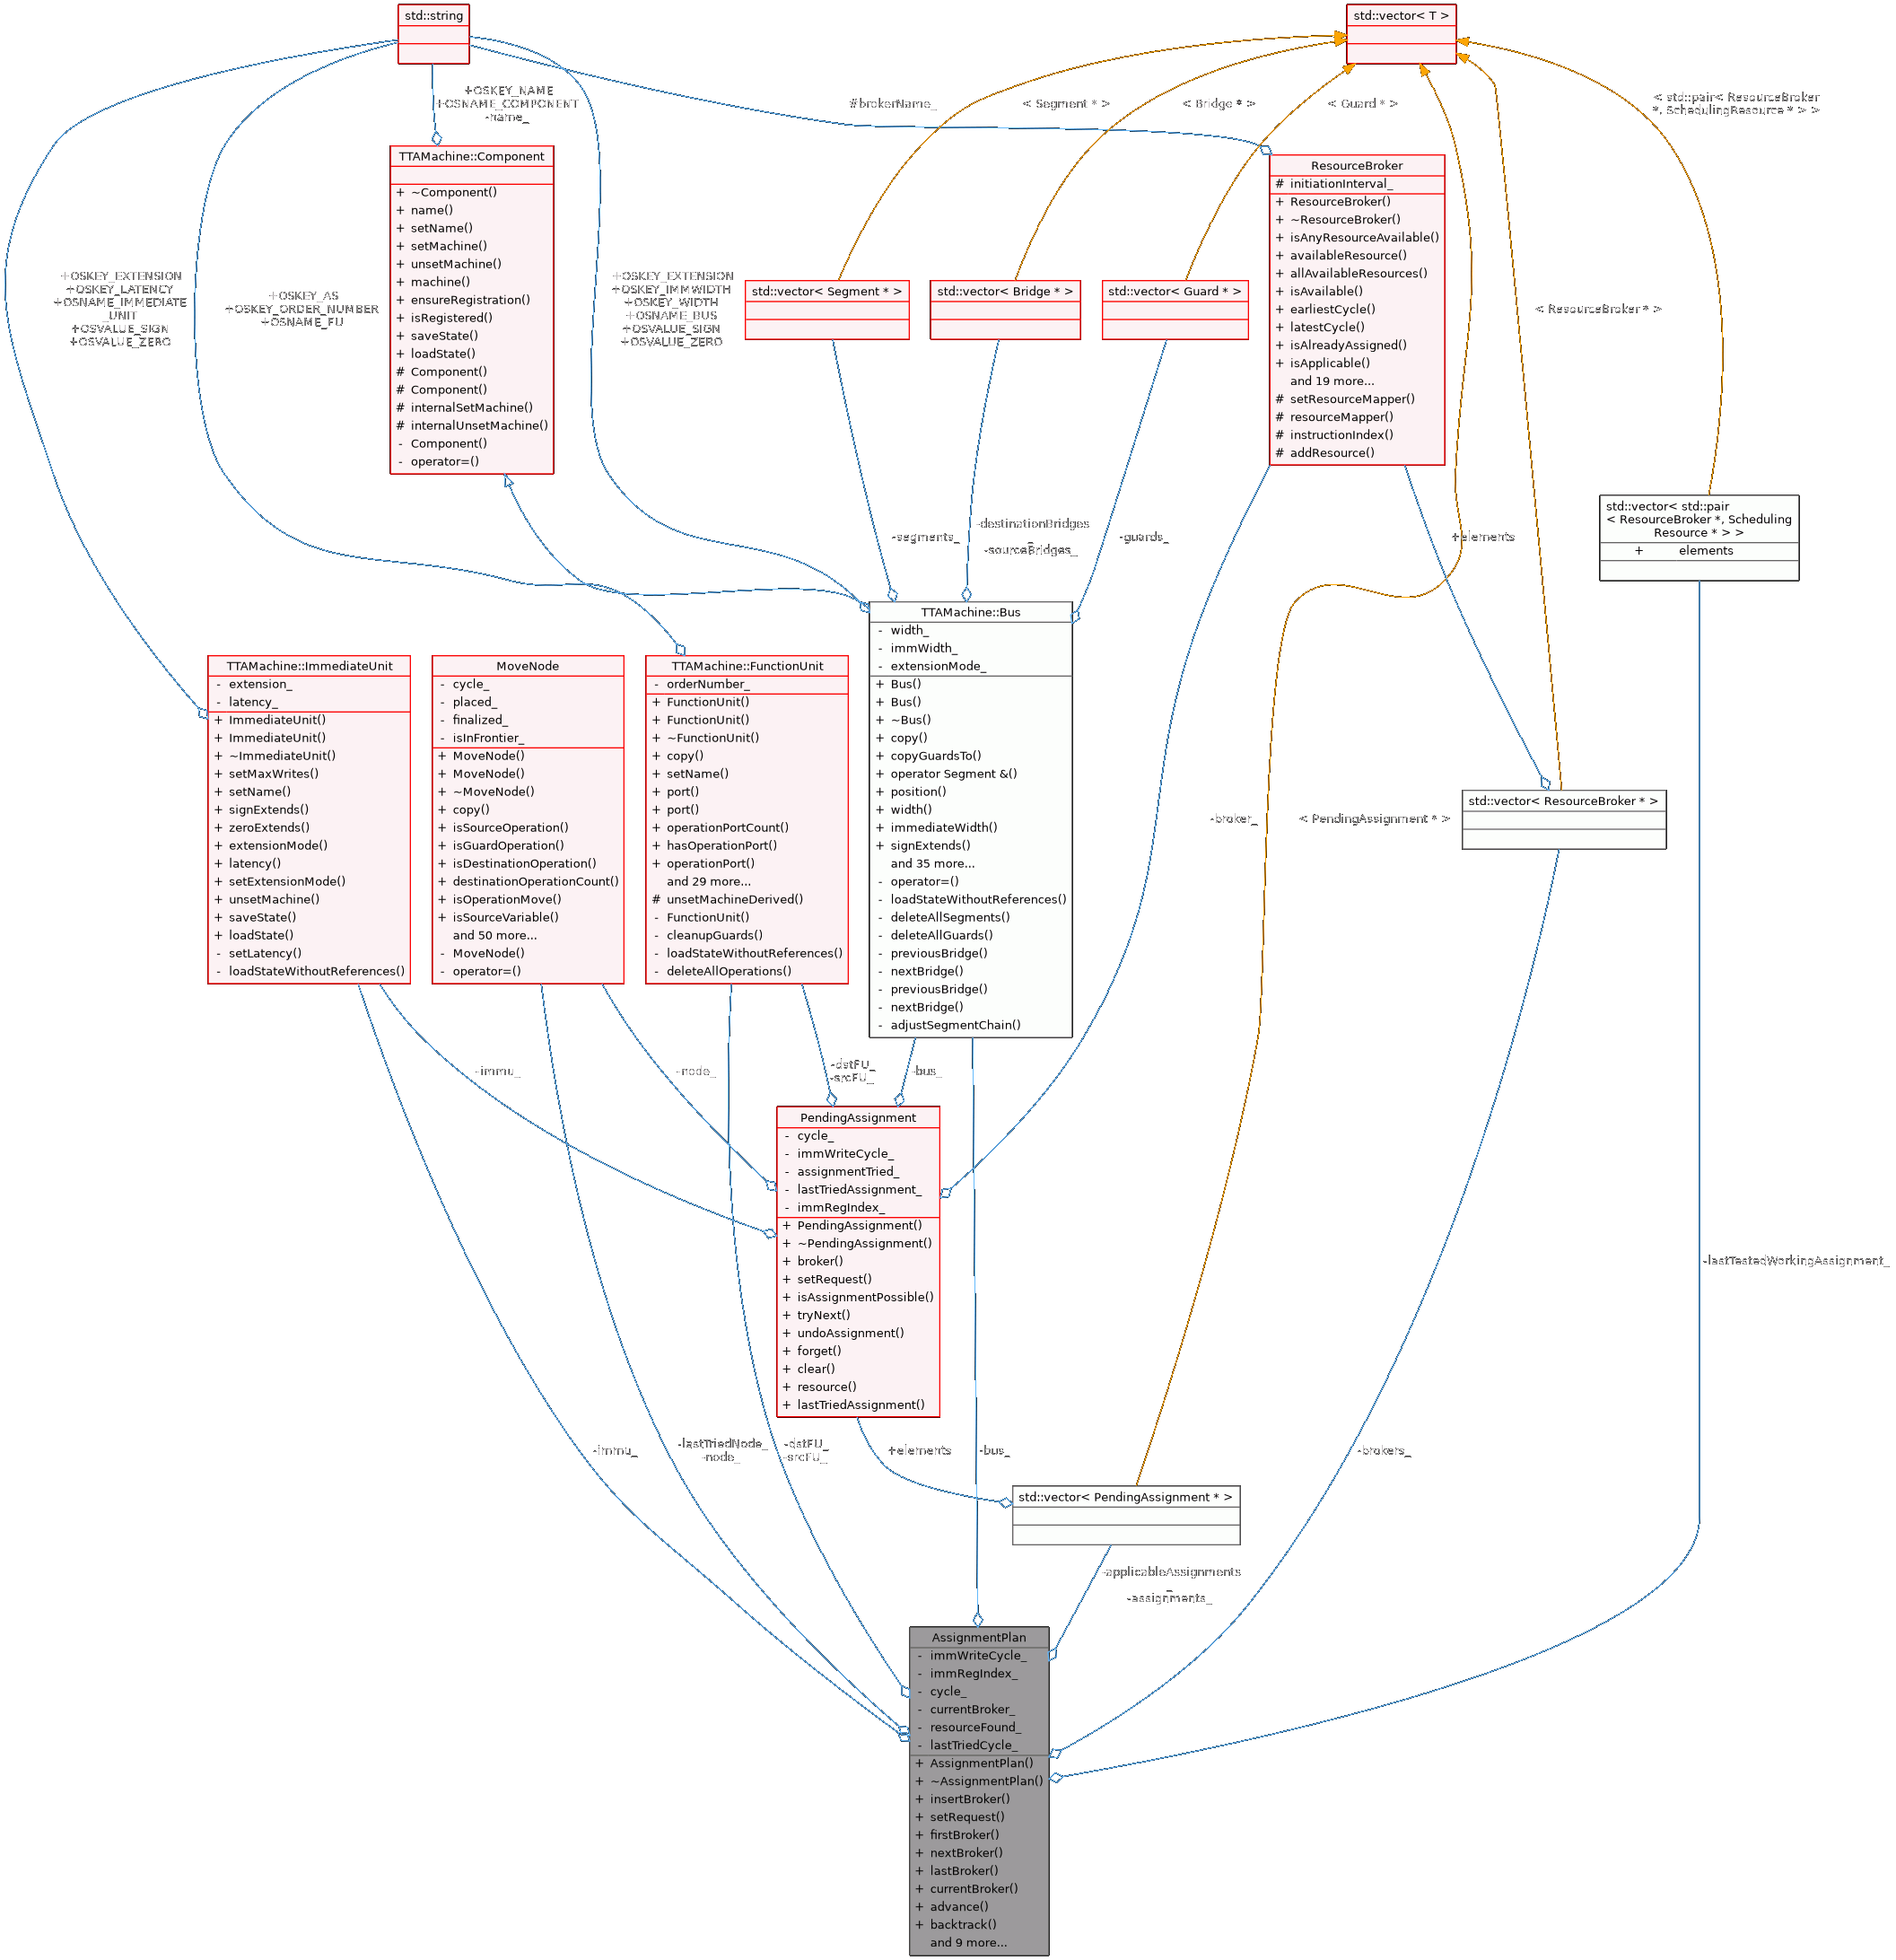 std::string
std::vector< T >
+OSKEY_NAME
+OSNAME_COMPONENT
-name_
#brokerName_
< Segment * >
< Bridge * >
< Guard * >
< std::pair< ResourceBroker
*, SchedulingResource * > >
TTAMachine::Component
+ ~Component()
+ name()
+ setName()
+ setMachine()
+ unsetMachine()
+ machine()
+ ensureRegistration()
+ isRegistered()
+ saveState()
+ loadState()
# Component()
# Component()
# internalSetMachine()
# internalUnsetMachine()
- Component()
- operator=()
ResourceBroker
# initiationInterval_
+ ResourceBroker()
+ ~ResourceBroker()
+ isAnyResourceAvailable()
+ availableResource()
+ allAvailableResources()
+ isAvailable()
+ earliestCycle()
+ latestCycle()
+ isAlreadyAssigned()
+ isApplicable()
and 19 more...
# setResourceMapper()
# resourceMapper()
# instructionIndex()
# addResource()
+OSKEY_EXTENSION
+OSKEY_LATENCY
+OSNAME_IMMEDIATE
_UNIT
+OSVALUE_SIGN
+OSVALUE_ZERO
+OSKEY_AS
+OSKEY_ORDER_NUMBER
+OSNAME_FU
+OSKEY_EXTENSION
+OSKEY_IMMWIDTH
+OSKEY_WIDTH
+OSNAME_BUS
+OSVALUE_SIGN
+OSVALUE_ZERO
std::vector< Segment * >
std::vector< Bridge * >
std::vector< Guard * >
< ResourceBroker * >
std::vector< std::pair
< ResourceBroker *, Scheduling
Resource * > >
+ elements
-segments_
-destinationBridges
_
-sourceBridges_
-guards_
+elements
TTAMachine::Bus
- width_
- immWidth_
- extensionMode_
+ Bus()
+ Bus()
+ ~Bus()
+ copy()
+ copyGuardsTo()
+ operator Segment &()
+ position()
+ width()
+ immediateWidth()
+ signExtends()
and 35 more...
- operator=()
- loadStateWithoutReferences()
- deleteAllSegments()
- deleteAllGuards()
- previousBridge()
- nextBridge()
- previousBridge()
- nextBridge()
- adjustSegmentChain()
TTAMachine::ImmediateUnit
- extension_
- latency_
+ ImmediateUnit()
+ ImmediateUnit()
+ ~ImmediateUnit()
+ setMaxWrites()
+ setName()
+ signExtends()
+ zeroExtends()
+ extensionMode()
+ latency()
+ setExtensionMode()
+ unsetMachine()
+ saveState()
+ loadState()
- setLatency()
- loadStateWithoutReferences()
MoveNode
- cycle_
- placed_
- finalized_
- isInFrontier_
+ MoveNode()
+ MoveNode()
+ ~MoveNode()
+ copy()
+ isSourceOperation()
+ isGuardOperation()
+ isDestinationOperation()
+ destinationOperationCount()
+ isOperationMove()
+ isSourceVariable()
and 50 more...
- MoveNode()
- operator=()
TTAMachine::FunctionUnit
- orderNumber_
+ FunctionUnit()
+ FunctionUnit()
+ ~FunctionUnit()
+ copy()
+ setName()
+ port()
+ port()
+ operationPortCount()
+ hasOperationPort()
+ operationPort()
and 29 more...
# unsetMachineDerived()
- FunctionUnit()
- cleanupGuards()
- loadStateWithoutReferences()
- deleteAllOperations()
-broker_
< PendingAssignment * >
std::vector< ResourceBroker * >
-immu_
-node_
-dstFU_
-srcFU_
-bus_
PendingAssignment
- cycle_
- immWriteCycle_
- assignmentTried_
- lastTriedAssignment_
- immRegIndex_
+ PendingAssignment()
+ ~PendingAssignment()
+ broker()
+ setRequest()
+ isAssignmentPossible()
+ tryNext()
+ undoAssignment()
+ forget()
+ clear()
+ resource()
+ lastTriedAssignment()
-lastTestedWorkingAssignment_
-immu_
-lastTriedNode_
-node_
-dstFU_
-srcFU_
+elements
-bus_
-brokers_
std::vector< PendingAssignment * >
-applicableAssignments
_
-assignments_
AssignmentPlan
- immWriteCycle_
- immRegIndex_
- cycle_
- currentBroker_
- resourceFound_
- lastTriedCycle_
+ AssignmentPlan()
+ ~AssignmentPlan()
+ insertBroker()
+ setRequest()
+ firstBroker()
+ nextBroker()
+ lastBroker()
+ currentBroker()
+ advance()
+ backtrack()
and 9 more...